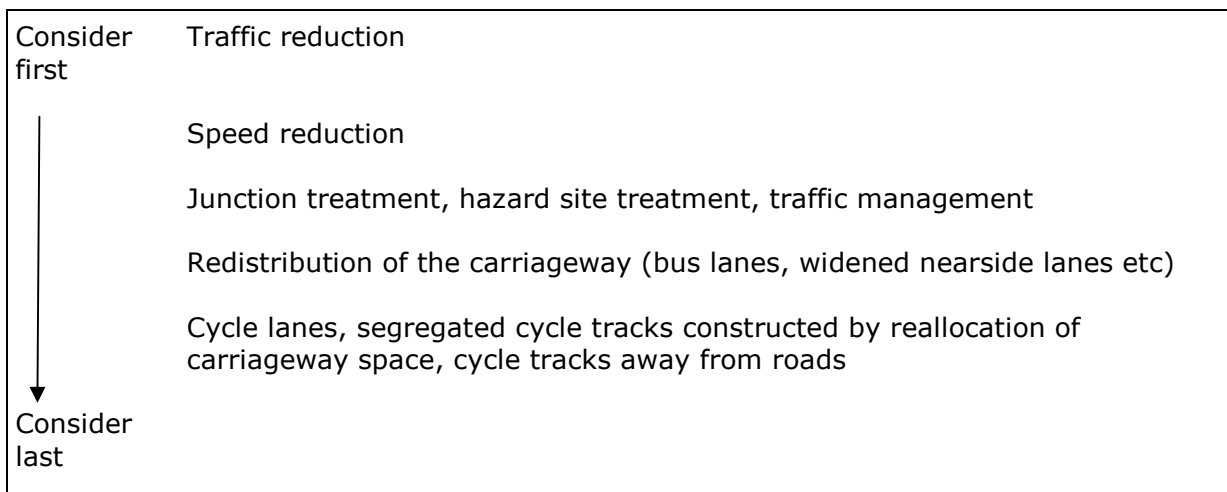 Consider Traffic reduction
first
Speed reduction
Junction treatment, hazard site treatment, traffic management
Redistribution of the carriageway (bus lanes, widened nearside lanes etc)
Cycle lanes, segregated cycle tracks constructed by reallocation of
carriageway space, cycle tracks away from roads
Consider
last